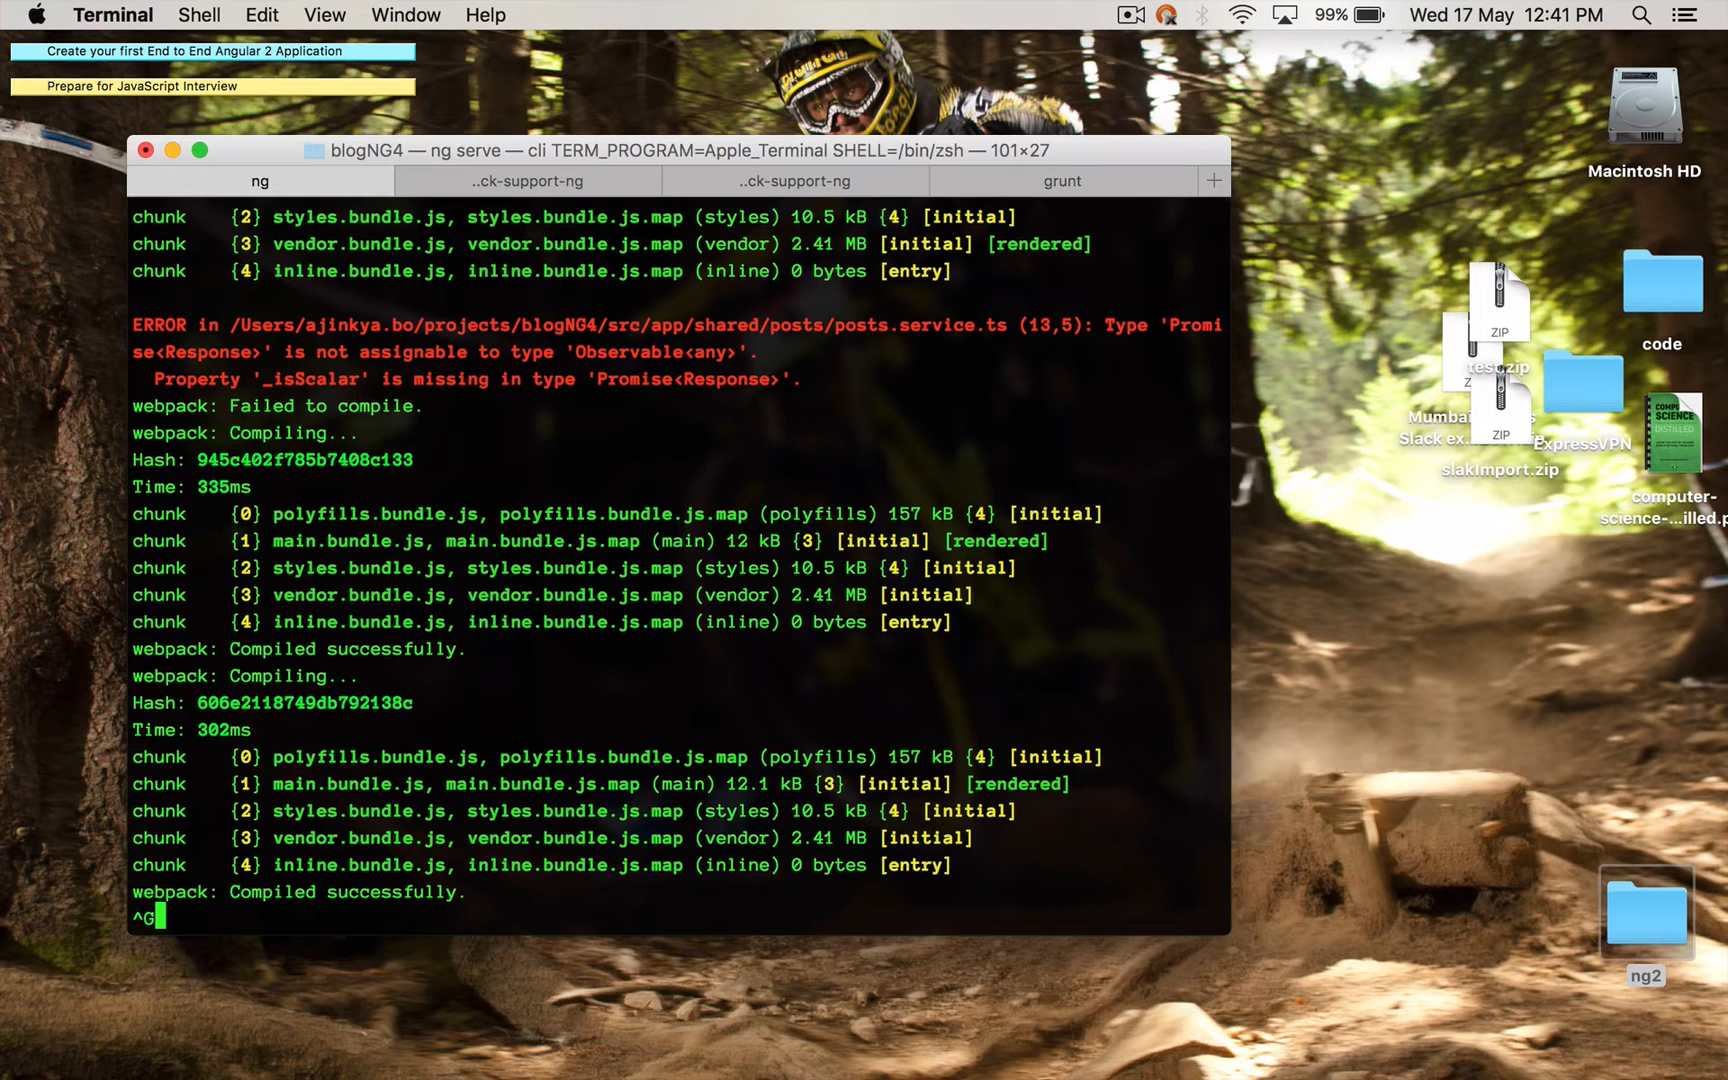 Terminal Shell Edit View Window Help 99% Wed 17 May 12:41 PM
Create your first End to End Angular 2 Application
Prepare for JavaScript Interview
blogNG4 — ng serve — cli TERM_PROGRAM=Apple_Terminal SHELL=/bin/zsh — 101×27
ng ..ck-support-ng ..ck-support-ng grunt +
chunk {2} styles.bundle.js, styles.bundle.js.map (styles) 10.5 kB {4} [initial]
chunk {3} vendor.bundle.js, vendor.bundle.js.map (vendor) 2.41 MB [initial] [rendered]
chunk {4} inline.bundle.js, inline.bundle.js.map (inline) 0 bytes [entry]
ERROR in /Users/ajinkya.bo/projects/blogNG4/src/app/shared/posts/posts.service.ts (13,5): Type 'Promi
se<Response>' is not assignable to type 'Observable<any>'.
Property '_isScalar' is missing in type 'Promise<Response>'.
webpack: Failed to compile.
webpack: Compiling...
Hash: 945c402f785b7408c133
Time: 335ms
chunk {0} polyfills.bundle.js, polyfills.bundle.js.map (polyfills) 157 kB {4} [initial]
chunk {1} main.bundle.js, main.bundle.js.map (main) 12 kB {3} [initial] [rendered]
chunk {2} styles.bundle.js, styles.bundle.js.map (styles) 10.5 kB {4} [initial]
chunk {3} vendor.bundle.js, vendor.bundle.js.map (vendor) 2.41 MB [initial]
chunk {4} inline.bundle.js, inline.bundle.js.map (inline) 0 bytes [entry]
webpack: Compiled successfully.
webpack: Compiling...
Hash: 606e2118749db792138c
Time: 302ms
chunk {0} polyfills.bundle.js, polyfills.bundle.js.map (polyfills) 157 kB {4} [initial]
chunk {1} main.bundle.js, main.bundle.js.map (main) 12.1 kB {3} [initial] [rendered]
chunk {2} styles.bundle.js, styles.bundle.js.map (styles) 10.5 kB {4} [initial]
chunk {3} vendor.bundle.js, vendor.bundle.js.map (vendor) 2.41 MB [initial]
chunk {4} inline.bundle.js, inline.bundle.js.map (inline) 0 bytes [entry]
webpack: Compiled successfully.
^G
Macintosh HD
code
ZIP
test.zip
Slack ex...
ZIP
slakImport.zip
ExpressVPN
SCIENCE
DISTILLED
computer-
science-...illed.p
ng2